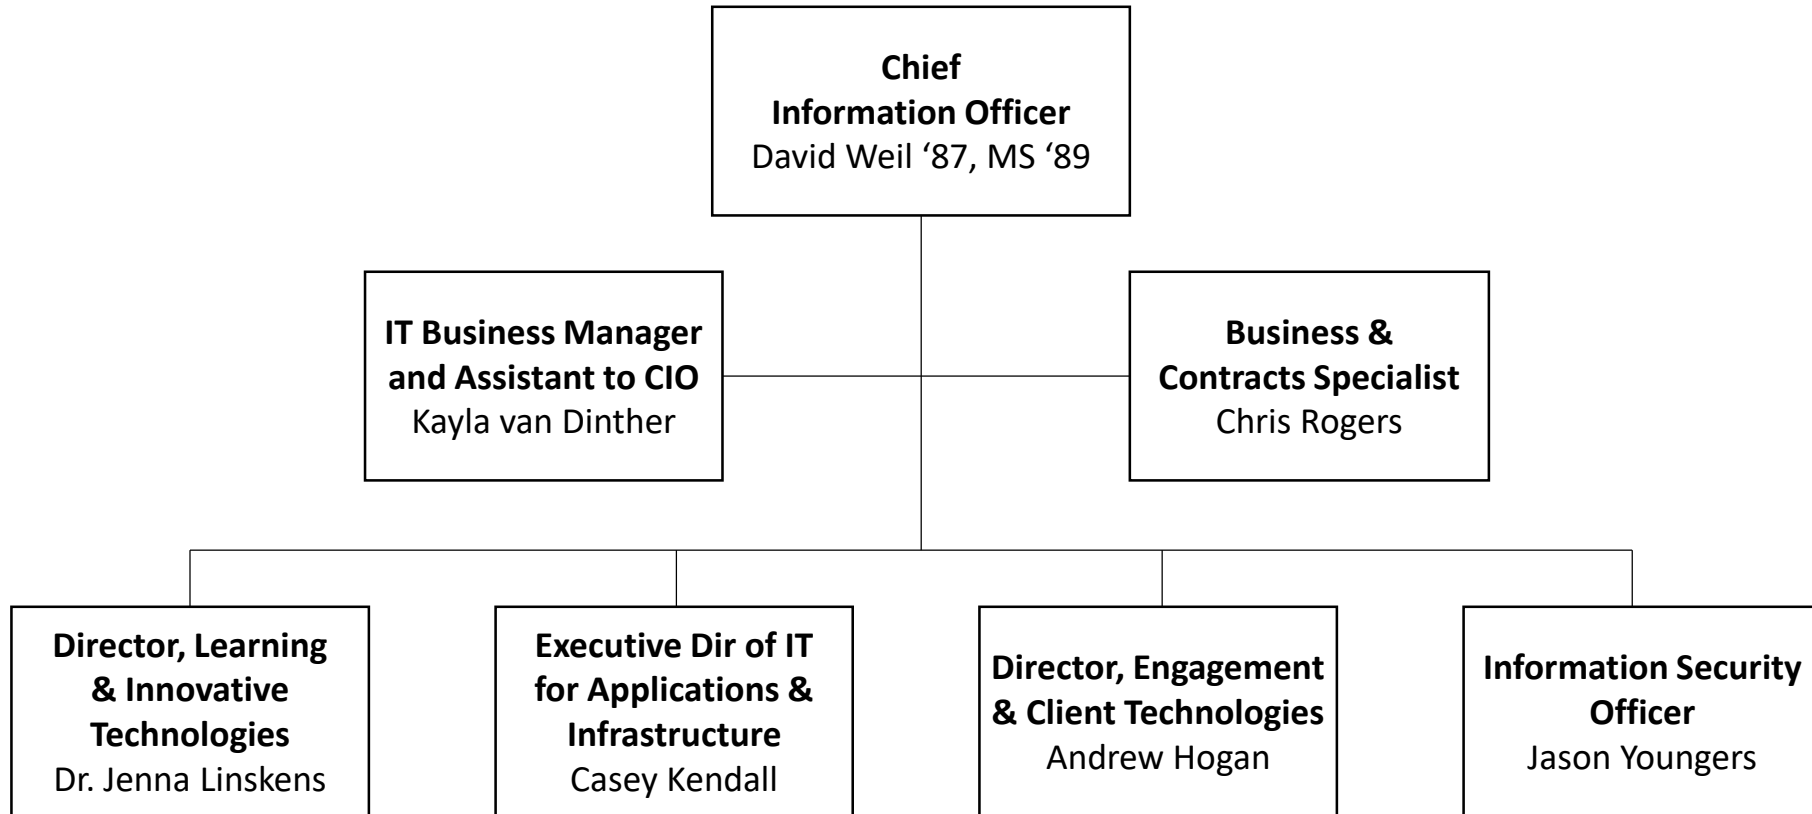 Chief
Information Officer
David Weil ‘87, MS ‘89
IT Business Manager
and Assistant to CIO
Kayla van Dinther
Business &
Contracts Specialist
Chris Rogers
Director, Learning
& Innovative
Technologies
Dr. Jenna Linskens
Executive Dir of IT
for Applications &
Infrastructure
Casey Kendall
Director, Engagement
& Client Technologies
Andrew Hogan
Information Security
Officer
Jason Youngers